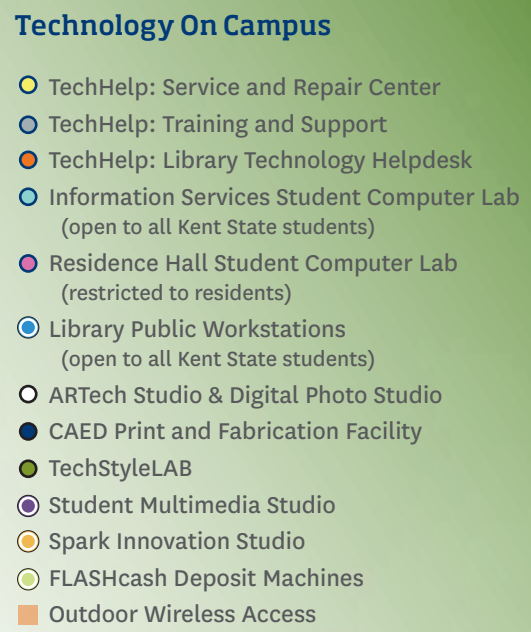 Technology On Campus
TechHelp: Service and Repair Center
TechHelp: Training and Support
TechHelp: Library Technology Helpdesk
Information Services Student Computer Lab
(open to all Kent State students)
Residence Hall Student Computer Lab
(restricted to residents)
Library Public Workstations
(open to all Kent State students)
ARTech Studio & Digital Photo Studio
CAED Print and Fabrication Facility
TechStyleLAB
Student Multimedia Studio
Spark Innovation Studio
FLASHcash Deposit Machines
Outdoor Wireless Access